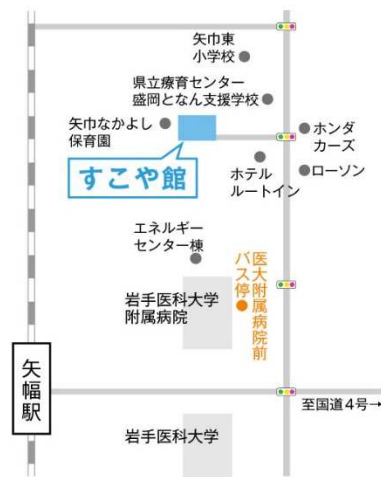 矢巾東
小学校
県立療育センター
盛岡となん支援学校
矢巾なかよし
保育園
ホンダ
カーズ
すこや館
ホテル
ルートイン
ローソン
エネルギー
センター棟
医大附属病院前
バス停
岩手医科大学
附属病院
矢幅駅
至国道4号→
岩手医科大学